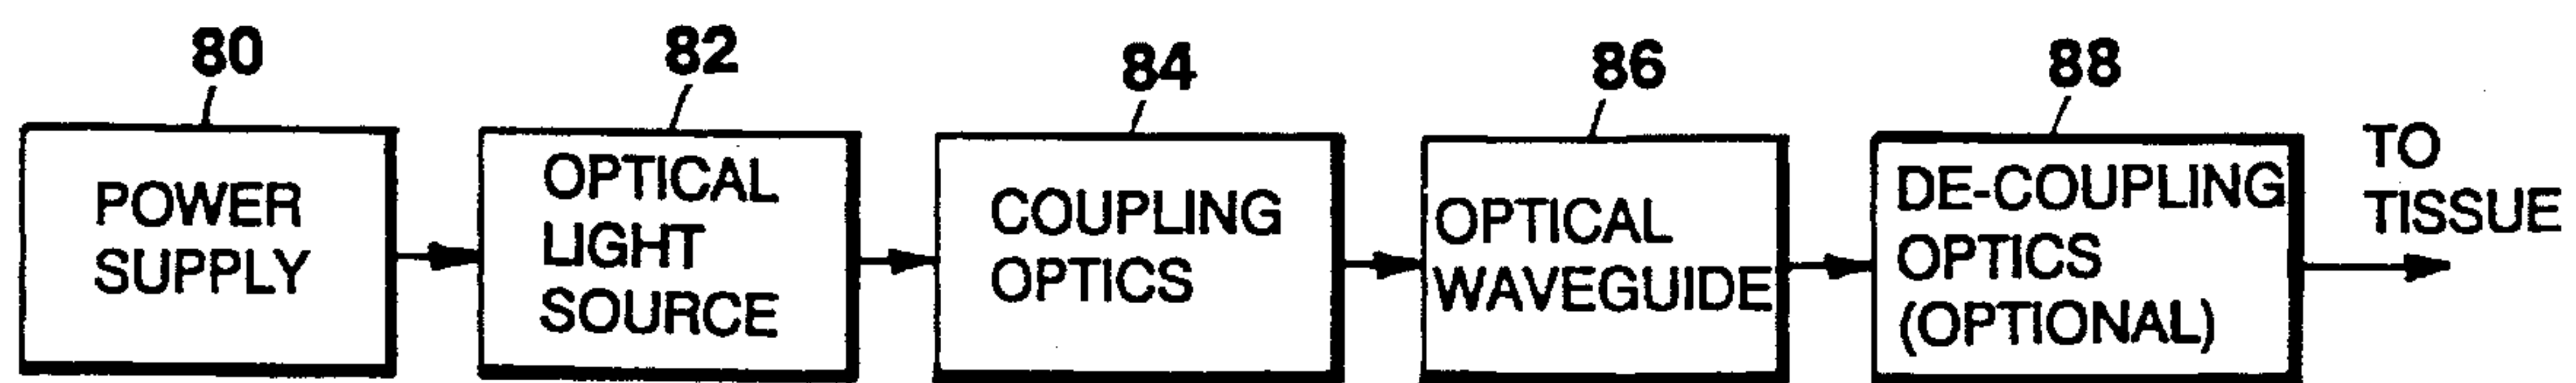 80
82
84
86
88
POWER
SUPPLY
OPTICAL
LIGHT
SOURCE
COUPLING
OPTICS
OPTICAL
WAVEGUIDE
DE-COUPLING
OPTICS
(OPTIONAL)
TO
TISSUE